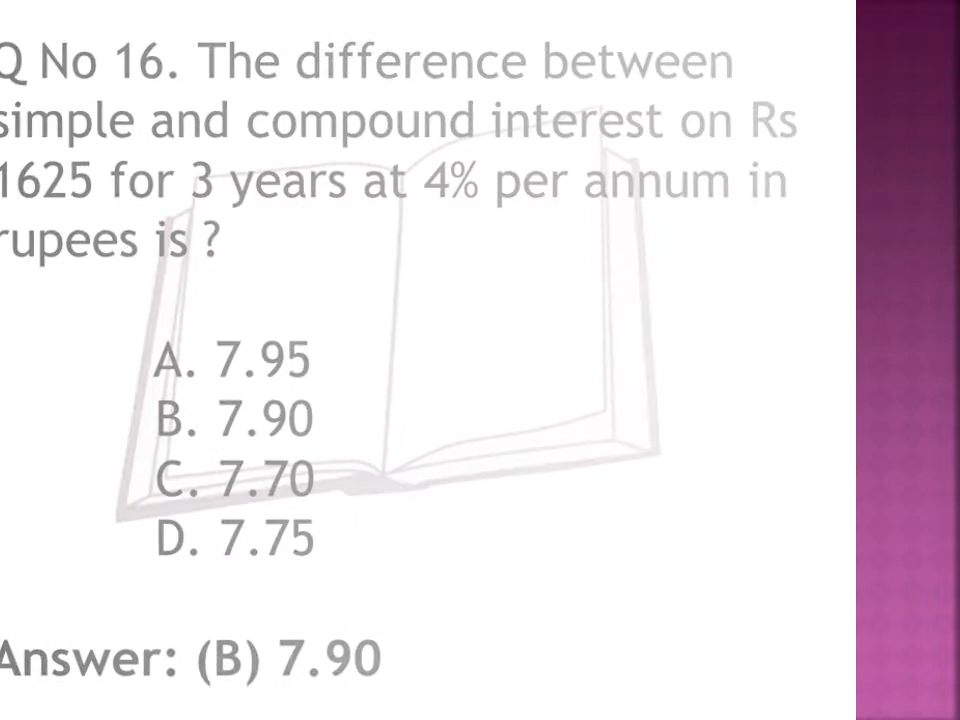 Q No 16. The difference between
simple and compound interest on Rs
1625 for 3 years at 4% per annum in
rupees is ?
A. 7.95
B. 7.90
C. 7.70
D. 7.75
Answer: (B) 7.90